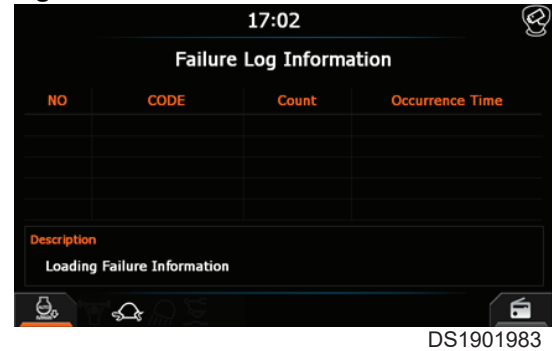 17:02
Failure Log Information
NO CODE Count Occurrence Time
Description
Loading Failure Information
DS1901983